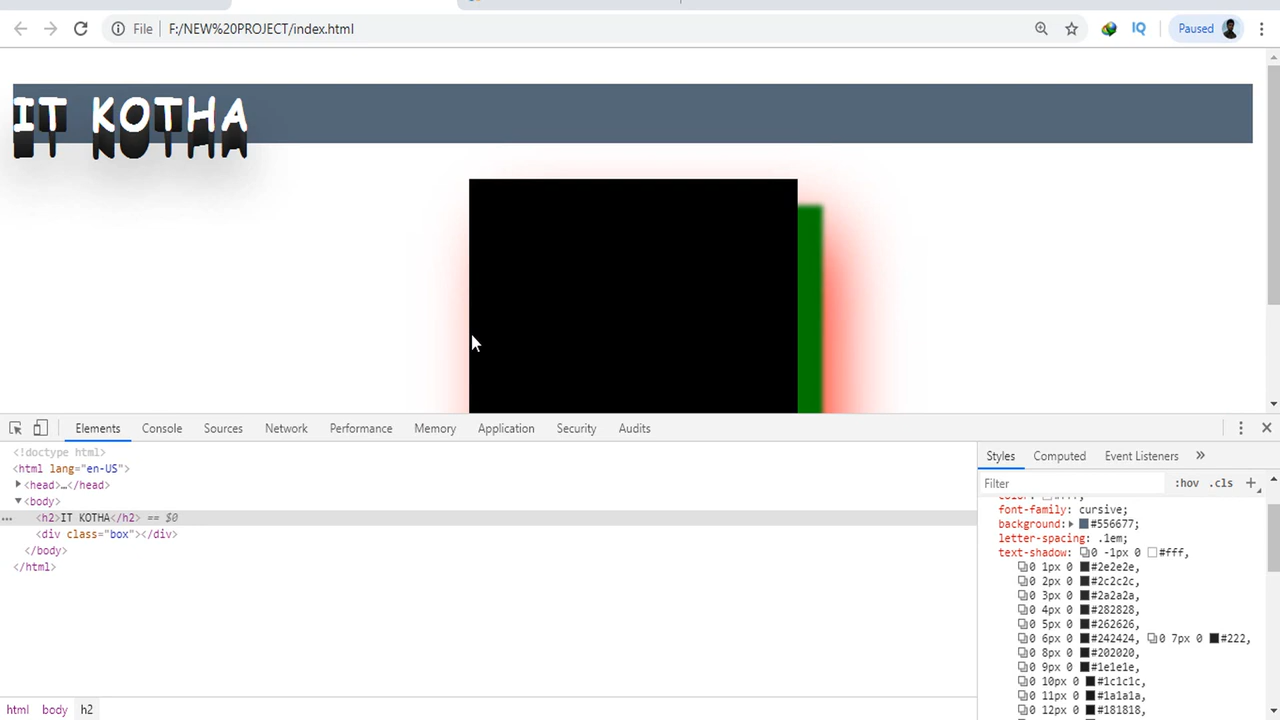 File F:/NEW%20PROJECT/index.html IQ Paused
IT KOTHA
Elements Console Sources Network Performance Memory Application Security Audits
<!doctype html>
<html lang="en-US">
<head>…</head>
<body>
<h2>IT KOTHA</h2> == $0
<div class="box"></div>
</body>
</html>
html body h2
Styles Computed Event Listeners »
Filter :hov .cls +
color: #fff;
font-family: cursive;
background: #556677;
letter-spacing: .1em;
text-shadow: 0 -1px 0 #fff,
0 1px 0 #2e2e2e,
0 2px 0 #2c2c2c,
0 3px 0 #2a2a2a,
0 4px 0 #282828,
0 5px 0 #262626,
0 6px 0 #242424, 0 7px 0 #222,
0 8px 0 #202020,
0 9px 0 #1e1e1e,
0 10px 0 #1c1c1c,
0 11px 0 #1a1a1a,
0 12px 0 #181818,